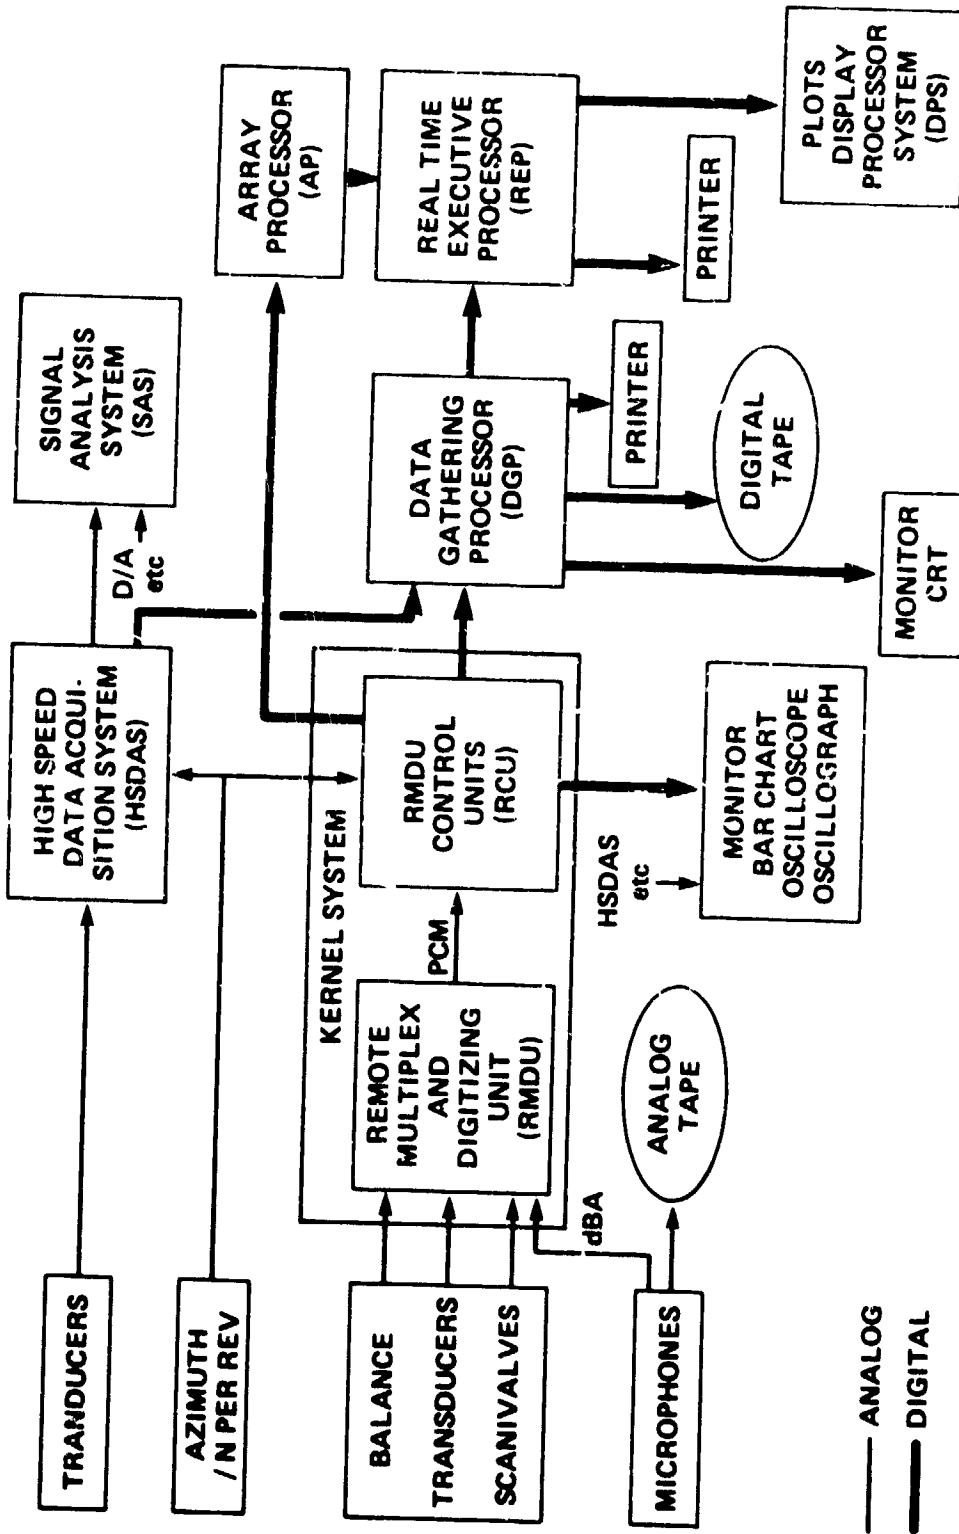 TRANDUCERS
HIGH SPEED
DATA ACQUI-
SITION SYSTEM
(HSDAS)
SIGNAL
ANALYSIS
SYSTEM
(SAS)
D/A
etc
AZIMUTH
/ N PER REV
ARRAY
PROCESSOR
(AP)
KERNEL SYSTEM
BALANCE
TRANSDUCERS
SCANIVALVES
REMOTE
MULTIPLEX
AND
DIGITIZING
UNIT
(RMDU)
PCM
RMDU
CONTROL
UNITS
(RCU)
DATA
GATHERING
PROCESSOR
(DGP)
REAL TIME
EXECUTIVE
PROCESSOR
(REP)
dBA
HSDAS
etc
PRINTER
PRINTER
MICROPHONES
ANALOG
TAPE
MONITOR
BAR CHART
OSCILLOSCOPE
OSCILLOGRAPH
DIGITAL
TAPE
MONITOR
CRT
PLOTS
DISPLAY
PROCESSOR
SYSTEM
(DPS)
ANALOG
DIGITAL